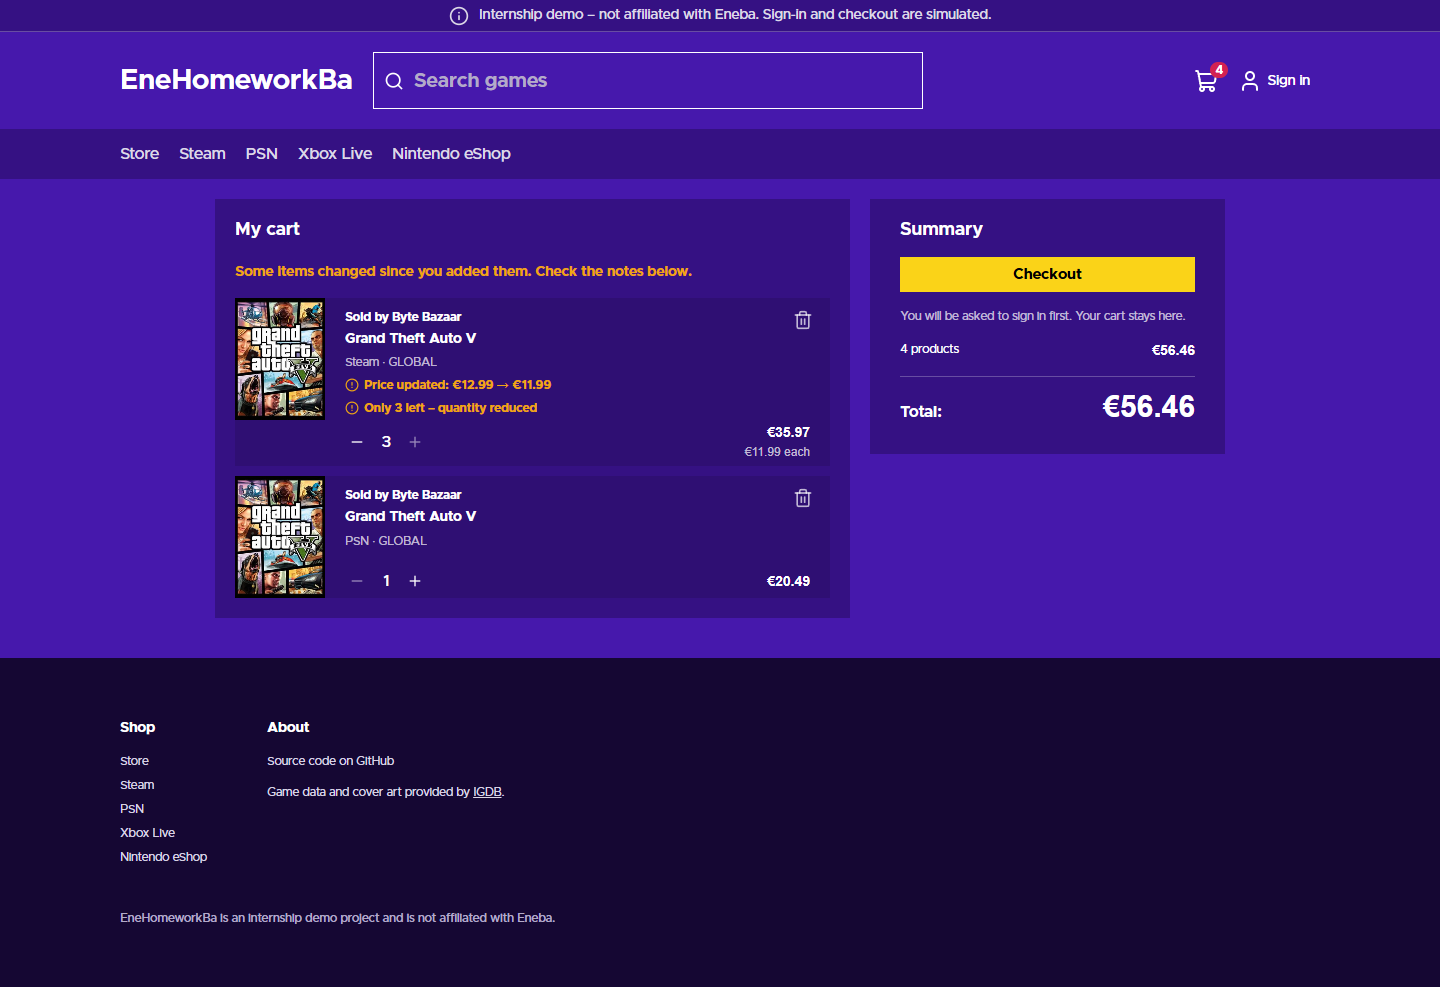 Internship demo – not affiliated with Eneba. Sign-in and checkout are simulated.
EneHomeworkBa
Search games
4
Sign in
Store
Steam
PSN
Xbox Live
Nintendo eShop
My cart
Some items changed since you added them. Check the notes below.
grand
theft
auto
V
Sold by Byte Bazaar
Grand Theft Auto V
Steam · GLOBAL
Price updated: €12.99 → €11.99
Only 3 left – quantity reduced
3
€35.97
€11.99 each
grand
theft
auto
V
Sold by Byte Bazaar
Grand Theft Auto V
PSN · GLOBAL
1
€20.49
Summary
Checkout
You will be asked to sign in first. Your cart stays here.
4 products
€56.46
Total:
€56.46
Shop
Store
Steam
PSN
Xbox Live
Nintendo eShop
About
Source code on GitHub
Game data and cover art provided by IGDB.
EneHomeworkBa is an internship demo project and is not affiliated with Eneba.